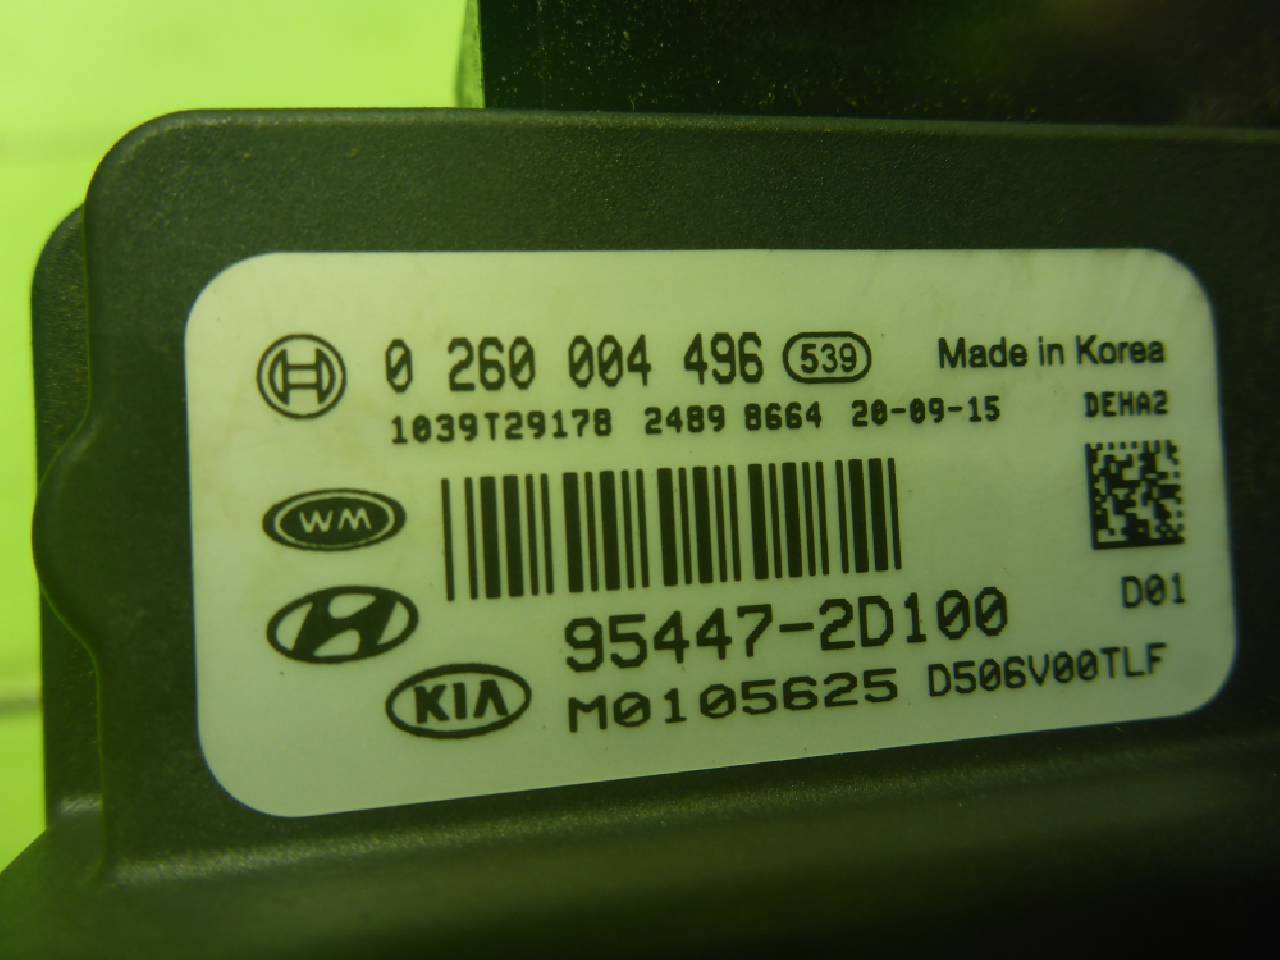 0 260 004 496 539 Made in Korea
1039T29178 2489 8664 20-09-15 DEHA2
WM
95447-2D100 D01
KIA M0105625 D506V00TLF